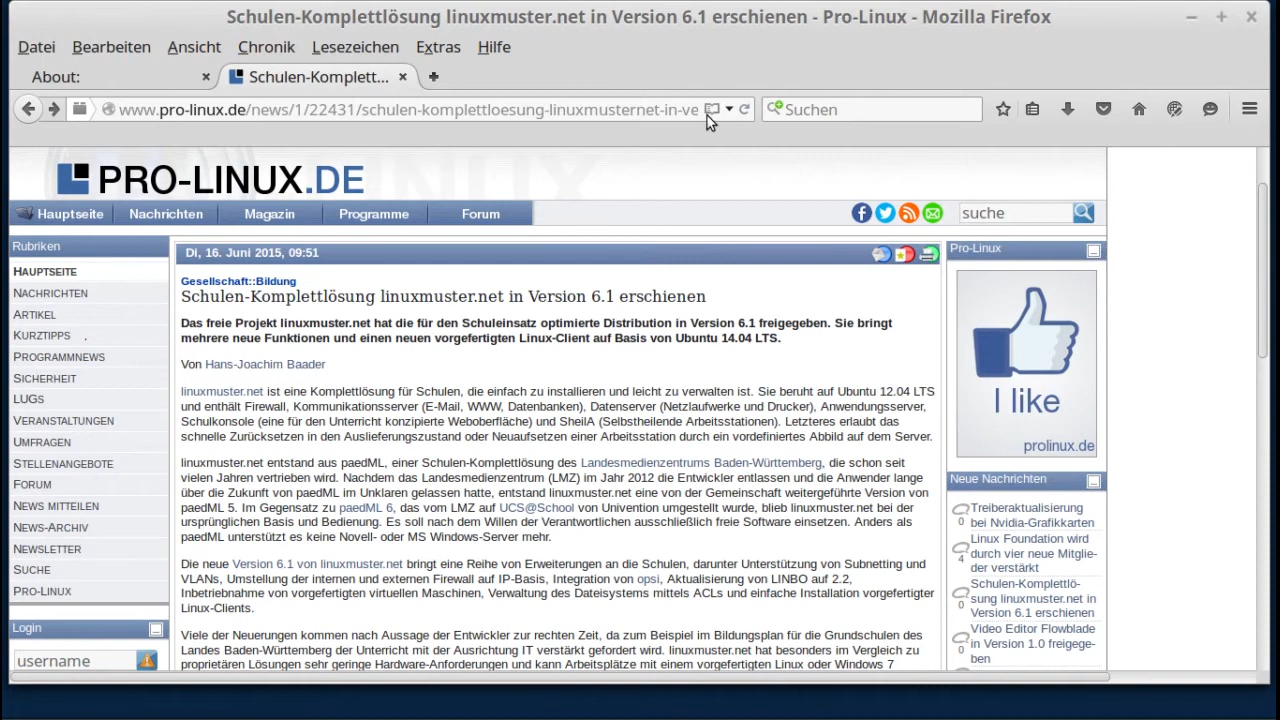 Schulen-Komplettlösung linuxmuster.net in Version 6.1 erschienen - Pro-Linux - Mozilla Firefox
Datei Bearbeiten Ansicht Chronik Lesezeichen Extras Hilfe
About: Schulen-Komplett...
www.pro-linux.de/news/1/22431/schulen-komplettloesung-linuxmusternet-in-ve Suchen
PRO-LINUX.DE
Hauptseite Nachrichten Magazin Programme Forum suche
Rubriken
HAUPTSEITE
NACHRICHTEN
ARTIKEL
KURZTIPPS
PROGRAMMNEWS
SICHERHEIT
LUGS
VERANSTALTUNGEN
UMFRAGEN
STELLENANGEBOTE
FORUM
NEWS MITTEILEN
NEWS-ARCHIV
NEWSLETTER
SUCHE
PRO-LINUX
Login
username
Di, 16. Juni 2015, 09:51
Gesellschaft::Bildung
Schulen-Komplettlösung linuxmuster.net in Version 6.1 erschienen
Das freie Projekt linuxmuster.net hat die für den Schuleinsatz optimierte Distribution in Version 6.1 freigegeben. Sie bringt
mehrere neue Funktionen und einen neuen vorgefertigten Linux-Client auf Basis von Ubuntu 14.04 LTS.
Von Hans-Joachim Baader
linuxmuster.net ist eine Komplettlösung für Schulen, die einfach zu installieren und leicht zu verwalten ist. Sie beruht auf Ubuntu 12.04 LTS
und enthält Firewall, Kommunikationsserver (E-Mail, WWW, Datenbanken), Datenserver (Netzlaufwerke und Drucker), Anwendungsserver,
Schulkonsole (eine für den Unterricht konzipierte Weboberfläche) und SheilA (Selbstheilende Arbeitsstationen). Letzteres erlaubt das
schnelle Zurücksetzen in den Auslieferungszustand oder Neuaufsetzen einer Arbeitsstation durch ein vordefiniertes Abbild auf dem Server.
linuxmuster.net entstand aus paedML, einer Schulen-Komplettlösung des Landesmedienzentrums Baden-Württemberg, die schon seit
vielen Jahren vertrieben wird. Nachdem das Landesmedienzentrum (LMZ) im Jahr 2012 die Entwickler entlassen und die Anwender lange
über die Zukunft von paedML im Unklaren gelassen hatte, entstand linuxmuster.net eine von der Gemeinschaft weitergeführte Version von
paedML 5. Im Gegensatz zu paedML 6, das vom LMZ auf UCS@School von Univention umgestellt wurde, blieb linuxmuster.net bei der
ursprünglichen Basis und Bedienung. Es soll nach dem Willen der Verantwortlichen ausschließlich freie Software einsetzen. Anders als
paedML unterstützt es keine Novell- oder MS Windows-Server mehr.
Die neue Version 6.1 von linuxmuster.net bringt eine Reihe von Erweiterungen an die Schulen, darunter Unterstützung von Subnetting und
VLANs, Umstellung der internen und externen Firewall auf IP-Basis, Integration von opsi, Aktualisierung von LINBO auf 2.2,
Inbetriebnahme von vorgefertigten virtuellen Maschinen, Verwaltung des Dateisystems mittels ACLs und einfache Installation vorgefertigter
Linux-Clients.
Viele der Neuerungen kommen nach Aussage der Entwickler zur rechten Zeit, da zum Beispiel im Bildungsplan für die Grundschulen des
Landes Baden-Württemberg der Unterricht mit der Ausrichtung IT verstärkt gefordert wird. linuxmuster.net hat besonders im Vergleich zu
proprietären Lösungen sehr geringe Hardware-Anforderungen und kann Arbeitsplätze mit einem vorgefertigten Linux oder Windows 7
Pro-Linux
I like
prolinux.de
Neue Nachrichten
Treiberaktualisierung
0 bei Nvidia-Grafikkarten
Linux Foundation wird
4 durch vier neue Mitglie-
der verstärkt
Schulen-Komplettlö-
0 sung linuxmuster.net in
Version 6.1 erschienen
Video Editor Flowblade
0 in Version 1.0 freigege-
ben